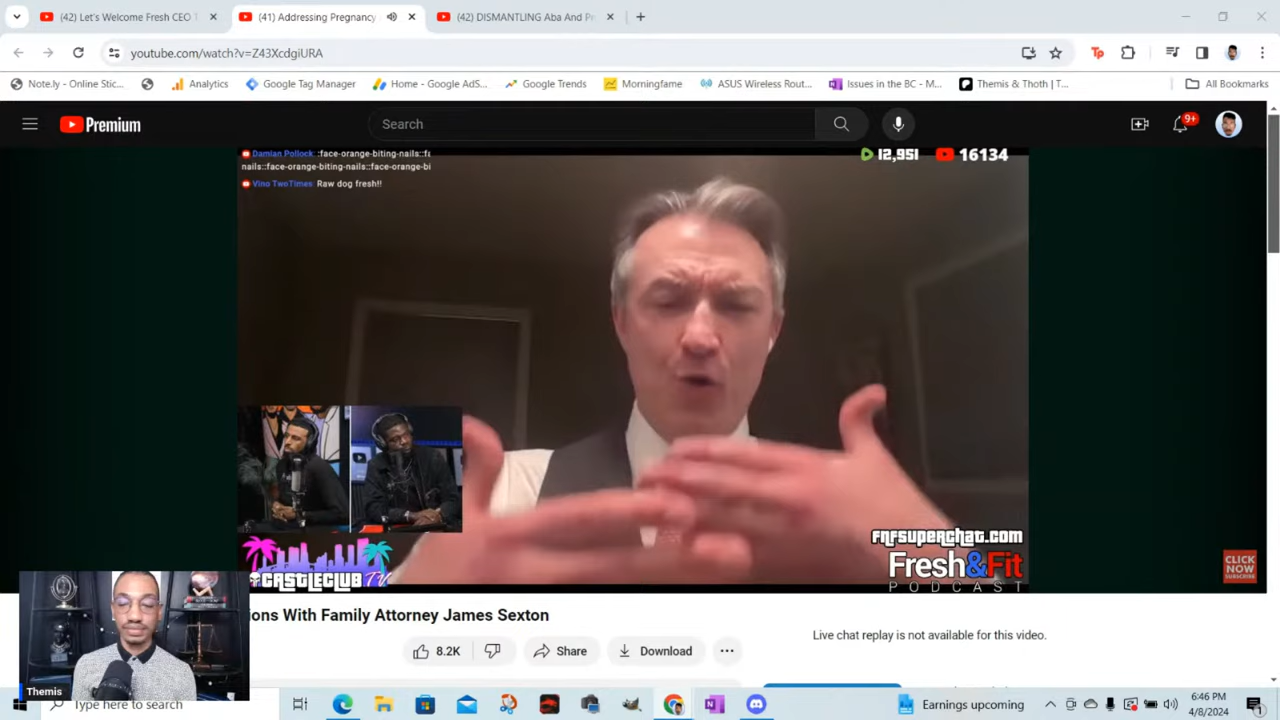 (42) Let's Welcome Fresh CEO
(41) Addressing Pregnancy
(42) DISMANTLING Aba And Pr
youtube.com/watch?v=Z43XcdgiURA
Note.ly - Online Stic...
Analytics
Google Tag Manager
Home - Google AdS...
Google Trends
Morningfame
ASUS Wireless Rout...
Issues in the BC - M...
Themis & Thoth | T...
All Bookmarks
Premium
Search
9+
Damian Pollock :face-orange-biting-nails::fa
nails::face-orange-biting-nails::face-orange-bi
Vino TwoTimes Raw dog fresh!!
12,951
16134
FNFSUPERCHAT.COM
Fresh&Fit
PODCAST
CASTLECLUB
TV
CLICK
NOW
SUBSCRIBE
ions With Family Attorney James Sexton
8.2K
Share
Download
Live chat replay is not available for this video.
Themis
Type here to search
Earnings upcoming
6:46 PM
4/8/2024
1